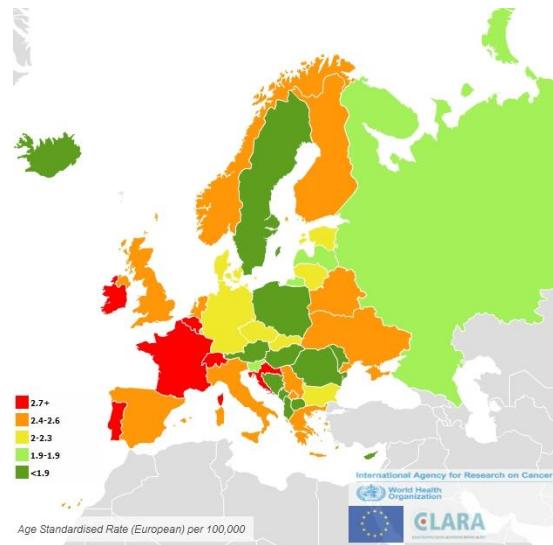 2.7+
2.4-2.6
2-2.3
1.9-1.9
<1.9
Age Standardised Rate (European) per 100,000
International Agency for Research on Cancer
World Health
Organization
CLARA